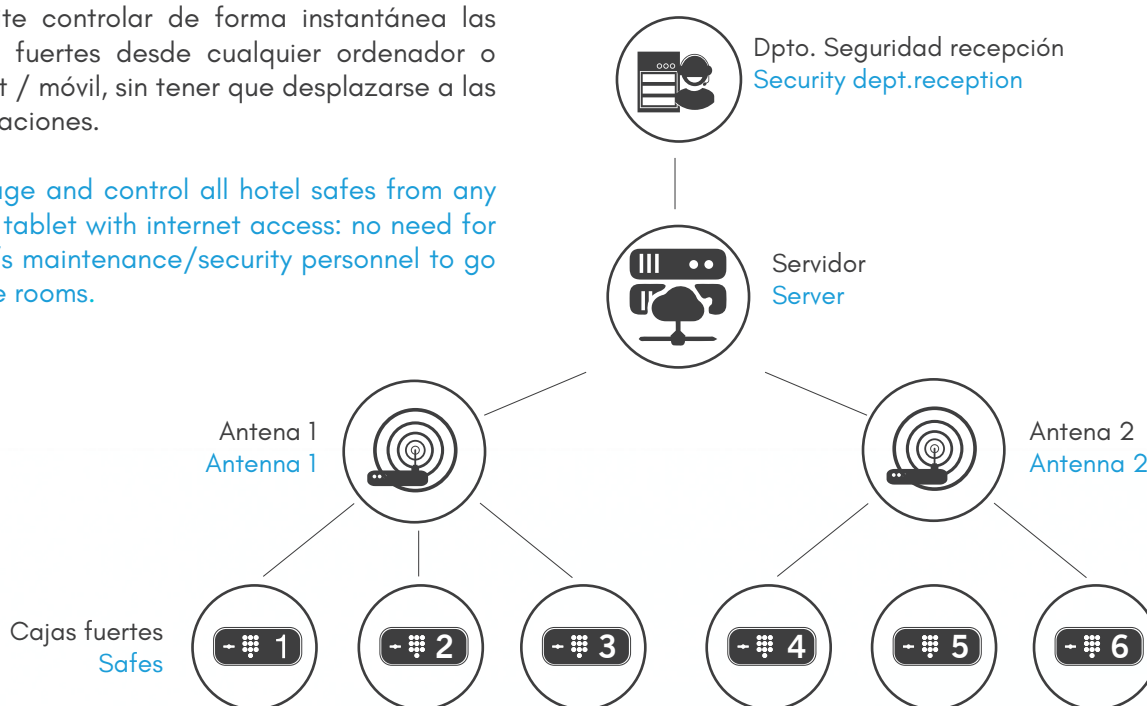 te controlar de forma instantánea las
fuertes desde cualquier ordenador o
t / móvil, sin tener que desplazarse a las
aciones.
age and control all hotel safes from any
tablet with internet access: no need for
's maintenance/security personnel to go
e rooms.
Dpto. Seguridad recepción
Security dept.reception
Servidor
Server
Antena 1
Antenna 1
Antena 2
Antenna 2
Cajas fuertes
Safes
1
2
3
4
5
6